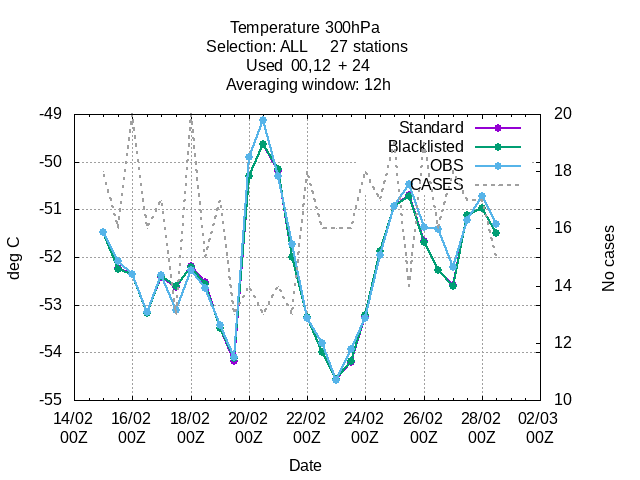 Temperature 300hPa
Selection: ALL 27 stations
Used 00,12 + 24
Averaging window: 12h
-49
-50
-51
-52
-53
-54
-55
deg C
20
18
16
14
12
10
No cases
Standard
Blacklisted
OBS
CASES
14/02 16/02 18/02 20/02 22/02 24/02 26/02 28/02 02/03
00Z 00Z 00Z 00Z 00Z 00Z 00Z 00Z 00Z
Date